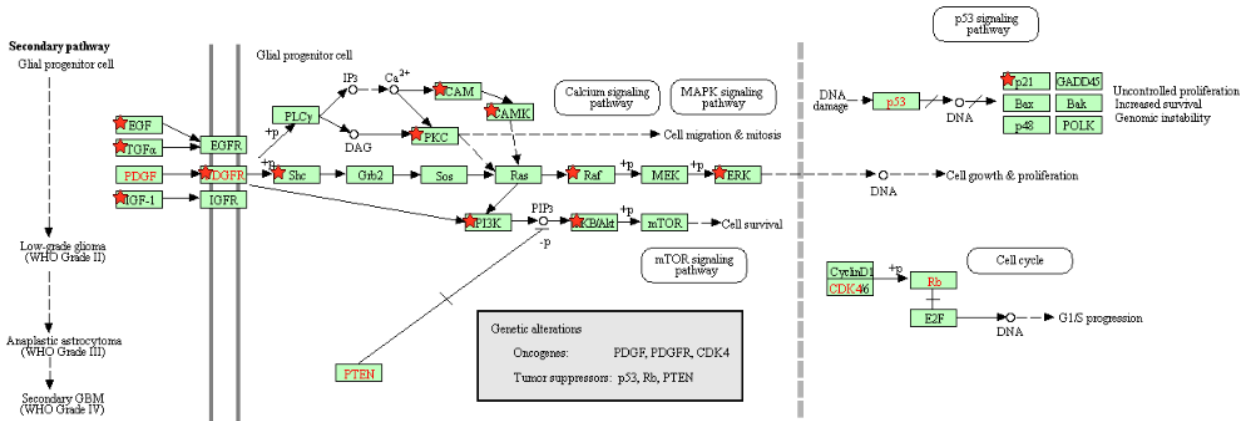 Secondary pathway
Glial progenitor cell
Low-grade glioma
(WHO Grade II)
Anaplastic astrocytoma
(WHO Grade III)
Secondary GBM
(WHO Grade IV)
Glial progenitor cell
EGF
TGFα
PDGF
IGF-1
EGFR
DGFR
IGFR
+p
PLCγ
IP3
Ca2+
DAG
CAM
CAMK
PKC
Calcium signaling
pathway
MAPK signaling
pathway
Cell migration & mitosis
+p
Shc
Grb2
Sos
Ras
Raf
+p
MEK
+p
ERK
DNA
Cell growth & proliferation
PI3K
PIP3
-p
KB/Akt
+p
mTOR
Cell survival
mTOR signaling
pathway
PTEN
Genetic alterations
Oncogenes: PDGF, PDGFR, CDK4
Tumor suppressors: p53, Rb, PTEN
p53 signaling
pathway
DNA
damage
p53
DNA
p21
GADD45
Bax
Bak
p48
POLK
Uncontrolled proliferation
Increased survival
Genomic instability
CyclinD1
CDK4/6
+p
Rb
E2F
Cell cycle
DNA
G1/S progression